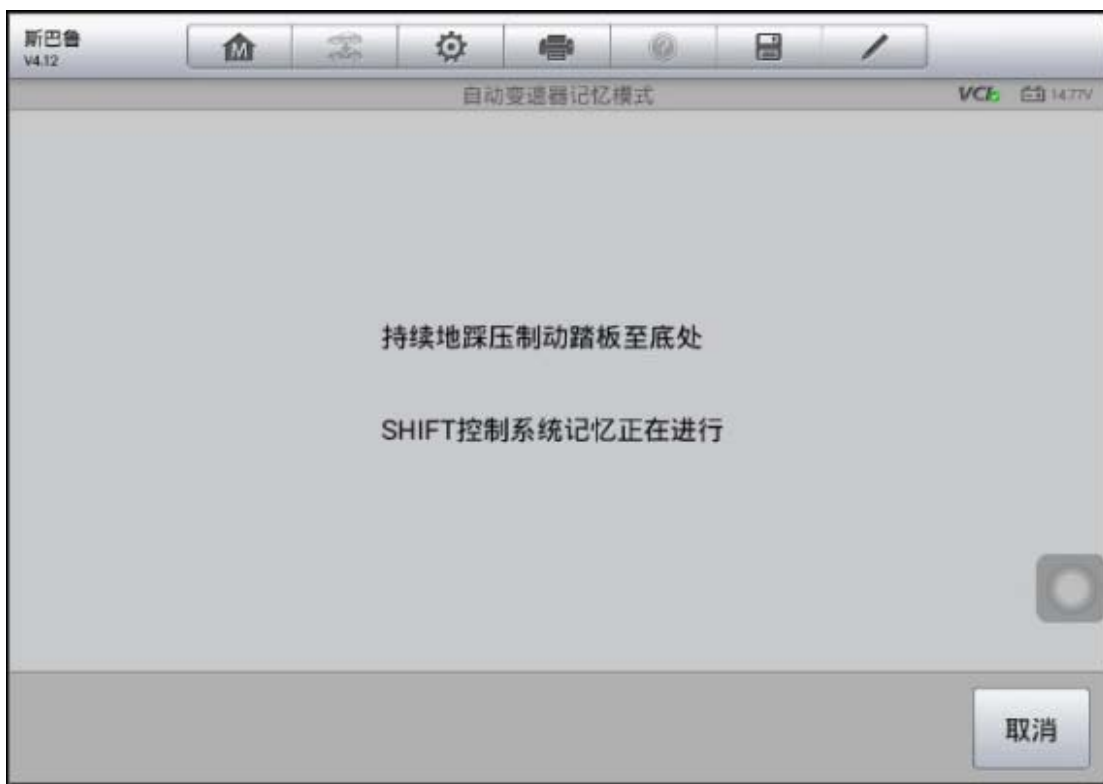 斯巴鲁
V4.12
M
自动变速器记忆模式
VCI
14.77V
持续地踩压制动踏板至底处
SHIFT控制系统记忆正在进行
取消